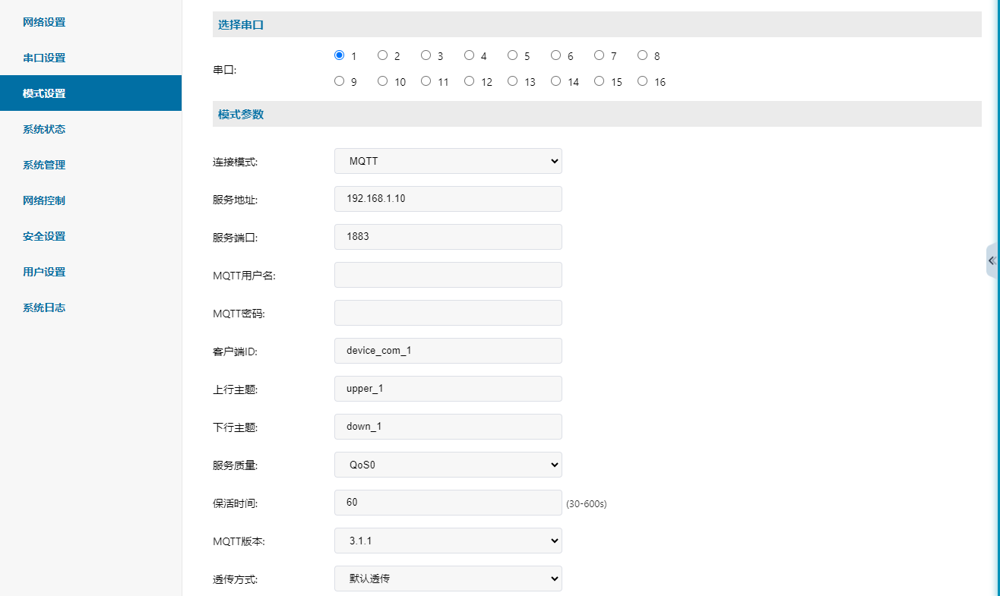 网络设置
串口设置
模式设置
系统状态
系统管理
网络控制
安全设置
用户设置
系统日志
选择串口
串口: 1 2 3 4 5 6 7 8
9 10 11 12 13 14 15 16
模式参数
连接模式: MQTT
服务地址: 192.168.1.10
服务端口: 1883
MQTT用户名:
MQTT密码:
客户端ID: device_com_1
上行主题: upper_1
下行主题: down_1
服务质量: QoS0
保活时间: 60 (30-600s)
MQTT版本: 3.1.1
透传方式: 默认透传